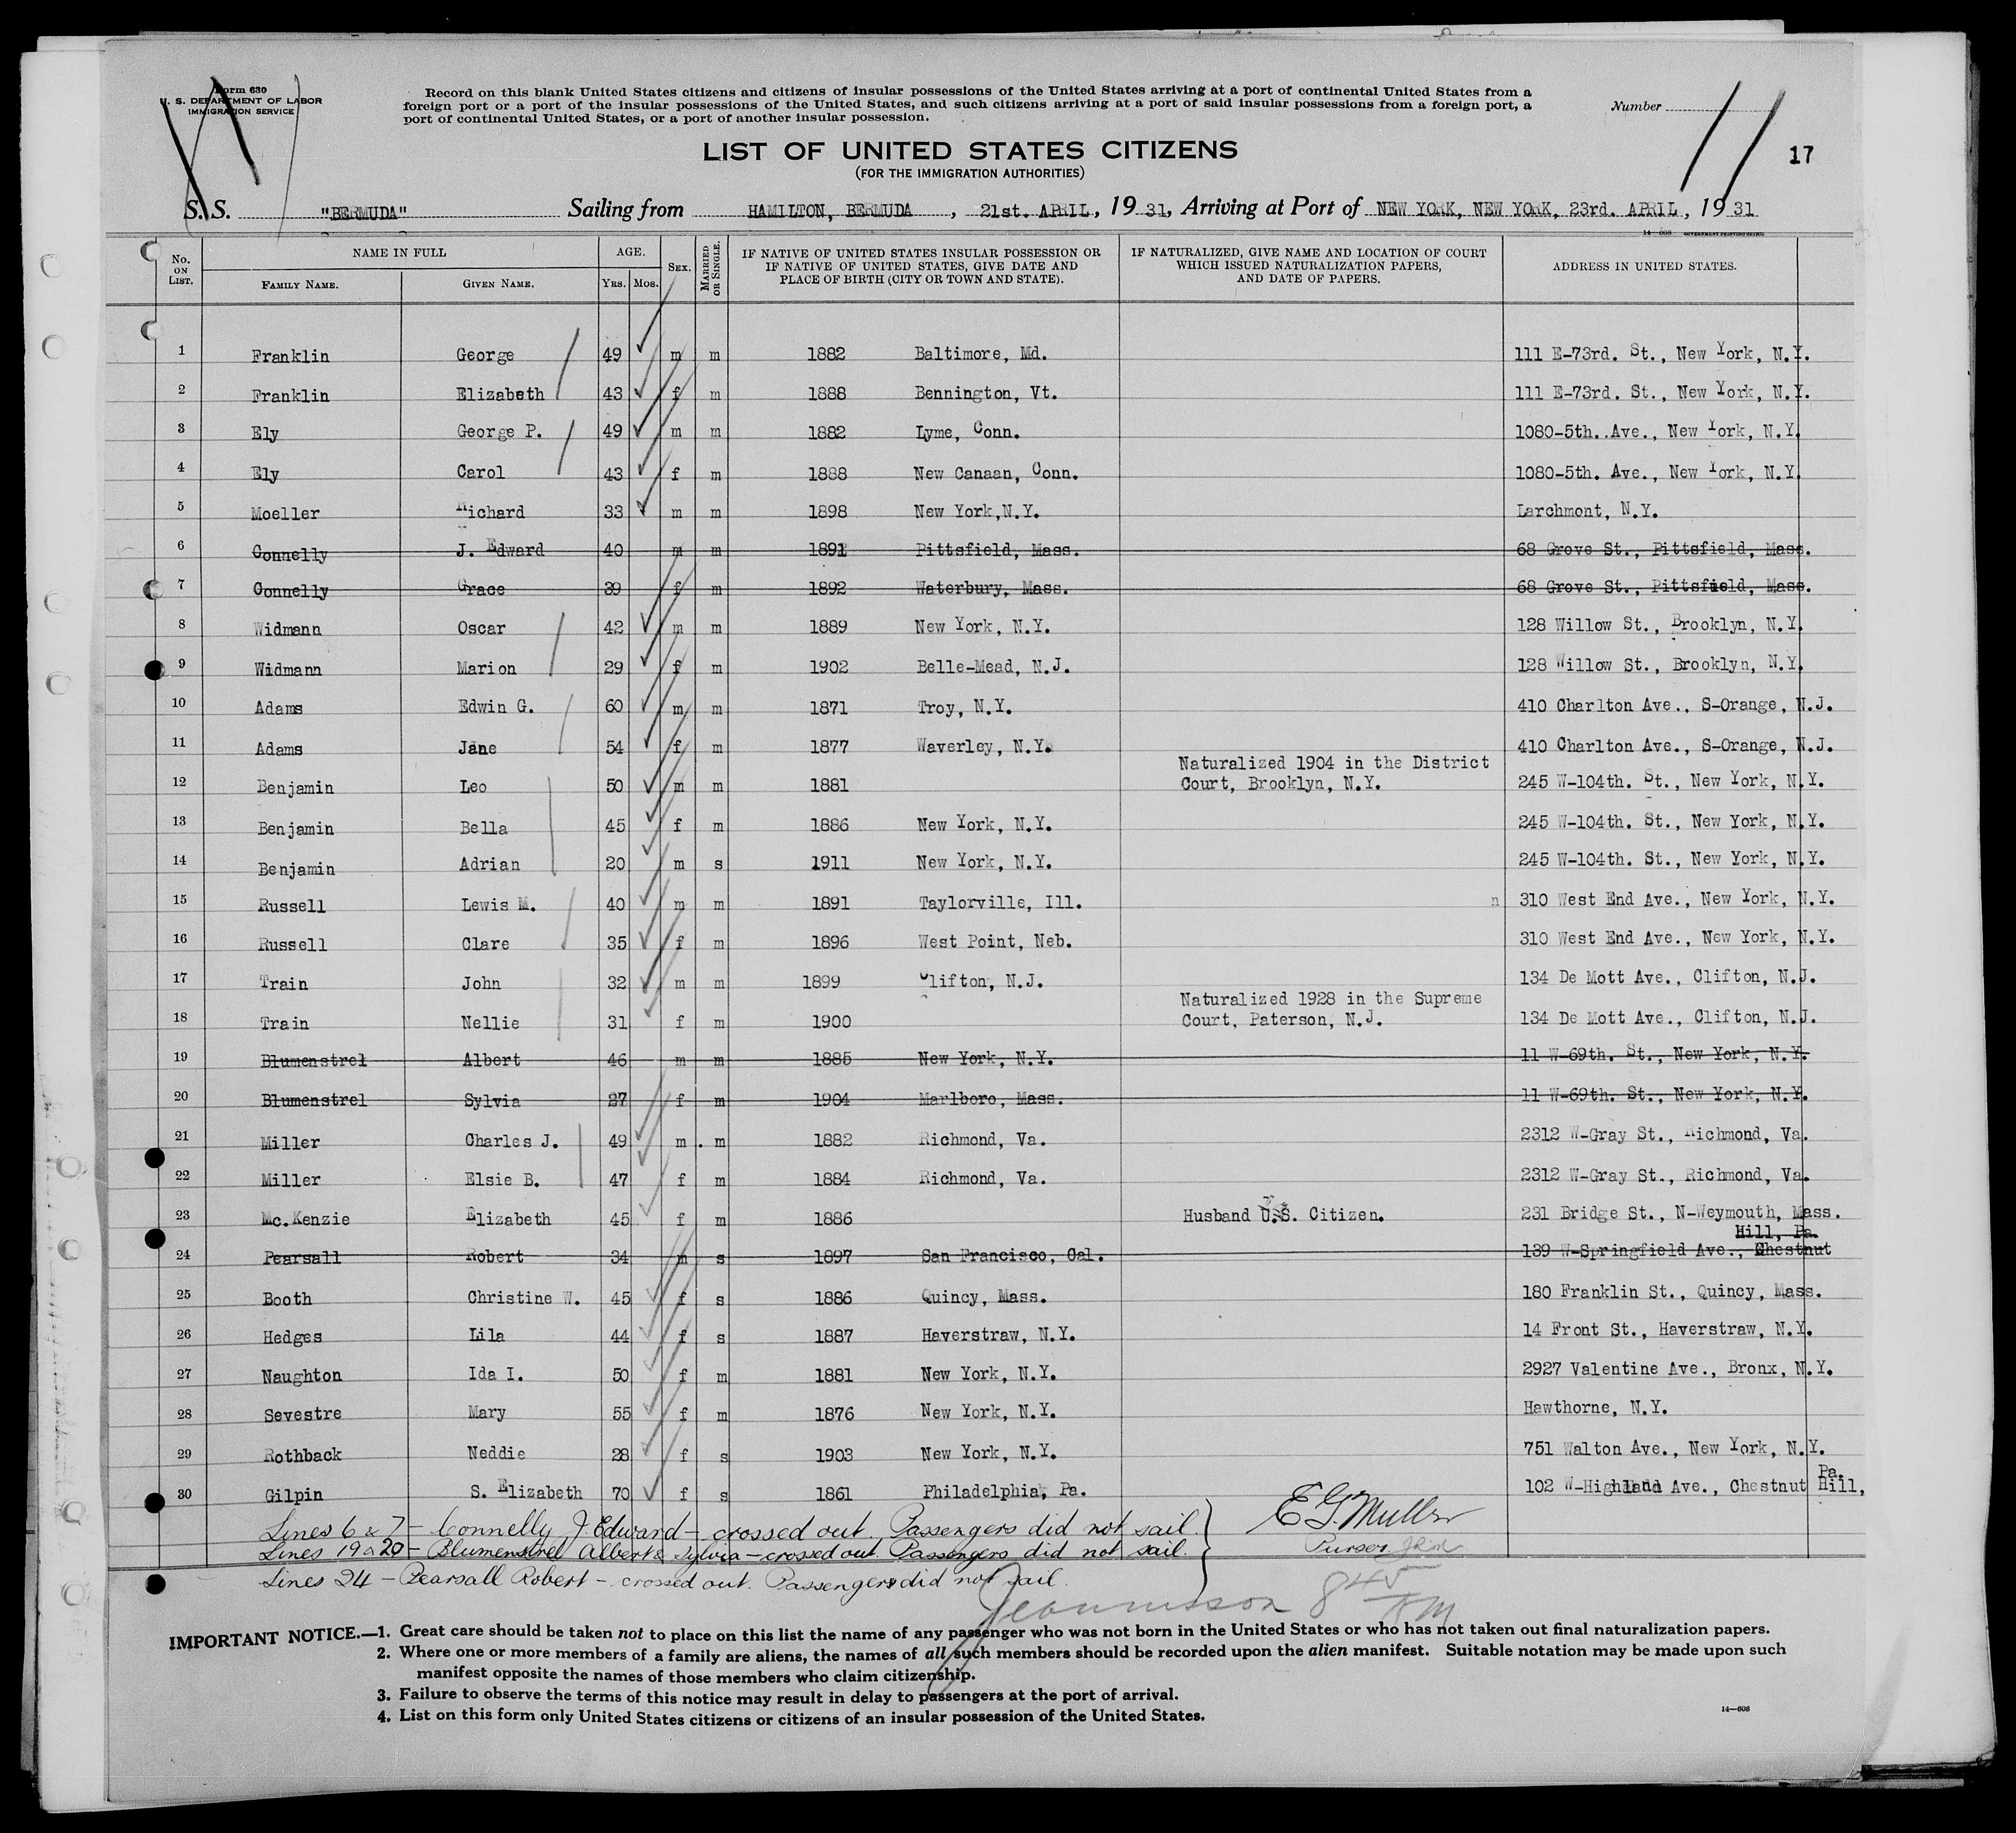 Form 630
U. S. DEPARTMENT OF LABOR
IMMIGRATION SERVICE
Record on this blank United States citizens and citizens of insular possessions of the United States arriving at a port of continental United States from a
foreign port or a port of the insular possessions of the United States, and such citizens arriving at a port of said insular possessions from a foreign port, a
port of continental United States, or a port of another insular possession.
Number
LIST OF UNITED STATES CITIZENS
(FOR THE IMMIGRATION AUTHORITIES)
17
S. S. "BERMUDA" Sailing from HAMILTON, BERMUDA, 21st. APRIL, 19 31, Arriving at Port of NEW YORK, NEW YORK, 23rd. APRIL, 19 31
14—608 GOVERNMENT PRINTING OFFICE
No. ON LIST. NAME IN FULL AGE. SEX. MARRIED OR SINGLE. IF NATIVE OF UNITED STATES INSULAR POSSESSION OR IF NATIVE OF UNITED STATES, GIVE DATE AND PLACE OF BIRTH (CITY OR TOWN AND STATE). IF NATURALIZED, GIVE NAME AND LOCATION OF COURT WHICH ISSUED NATURALIZATION PAPERS, AND DATE OF PAPERS. ADDRESS IN UNITED STATES.
FAMILY NAME. GIVEN NAME. YRS. MOS.
1 Franklin George 49 m m 1882 Baltimore, Md. 111 E-73rd. St., New York, N.Y.
2 Franklin Elizabeth 43 f m 1888 Bennington, Vt. 111 E-73rd. St., New York, N.Y.
3 Ely George P. 49 m m 1882 Lyme, Conn. 1080-5th. Ave., New York, N.Y.
4 Ely Carol 43 f m 1888 New Canaan, Conn. 1080-5th. Ave., New York, N.Y.
5 Moeller Richard 33 m m 1898 New York,N.Y. Larchmont, N.Y.
6 Connelly J. Edward 40 m m 1891 Pittsfield, Mass. 68 Grove St., Pittsfield, Mass.
7 Connelly Grace 39 f m 1892 Waterbury, Mass. 68 Grove St., Pittsfield, Mass.
8 Widmann Oscar 42 m m 1889 New York, N.Y. 128 Willow St., Brooklyn, N.Y.
9 Widmann Marion 29 f m 1902 Belle-Mead, N.J. 128 Willow St., Brooklyn, N.Y.
10 Adams Edwin G. 60 m m 1871 Troy, N.Y. 410 Charlton Ave., S-Orange, N.J.
11 Adams Jane 54 f m 1877 Waverley, N.Y. 410 Charlton Ave., S-Orange, N.J.
Naturalized 1904 in the District
12 Benjamin Leo 50 m m 1881 Court, Brooklyn, N.Y. 245 W-104th. St., New York, N.Y.
13 Benjamin Bella 45 f m 1886 New York, N.Y. 245 W-104th. St., New York, N.Y.
14 Benjamin Adrian 20 m s 1911 New York, N.Y. 245 W-104th. St., New York, N.Y.
15 Russell Lewis M. 40 m m 1891 Taylorville, Ill. n 310 West End Ave., New York, N.Y.
16 Russell Clare 35 f m 1896 West Point, Neb. 310 West End Ave., New York, N.Y.
17 Train John 32 m m 1899 Clifton, N.J. 134 De Mott Ave., Clifton, N.J.
Naturalized 1928 in the Supreme
18 Train Nellie 31 f m 1900 Court, Paterson, N.J. 134 De Mott Ave., Clifton, N.J.
19 Blumenstrel Albert 46 m m 1885 New York, N.Y. 11 W-69th. St., New York, N.Y.
20 Blumenstrel Sylvia 27 f m 1904 Marlboro, Mass. 11 W-69th. St., New York, N.Y.
21 Miller Charles J. 49 m . m 1882 Richmond, Va. 2312 W-Gray St., Richmond, Va.
22 Miller Elsie B. 47 f m 1884 Richmond, Va. 2312 W-Gray St., Richmond, Va.
23 Mc.Kenzie Elizabeth 45 f m 1886 Husband U.S. Citizen. 231 Bridge St., N-Weymouth, Mass.
Hill, Pa.
24 Pearsall Robert 34 m s 1897 San Francisco, Cal. 139 W-Springfield Ave., Chestnut
25 Booth Christine W. 45 f s 1886 Quincy, Mass. 180 Franklin St., Quincy, Mass.
26 Hedges Lila 44 f s 1887 Haverstraw, N.Y. 14 Front St., Haverstraw, N.Y.
27 Naughton Ida I. 50 f m 1881 New York, N.Y. 2927 Valentine Ave., Bronx, N.Y.
28 Sevestre Mary 55 f m 1876 New York, N.Y. Hawthorne, N.Y.
29 Rothback Neddie 28 f s 1903 New York, N.Y. 751 Walton Ave., New York, N.Y.
Pa.
30 Gilpin S. Elizabeth 70 f s 1861 Philadelphia, Pa. 102 W-Highland Ave., Chestnut Hill,
Lines 6 & 7 - Connelly J Edward - crossed out. Passengers did not sail.
Lines 19 & 20 - Blumenstrel Albert & Sylvia - crossed out. Passengers did not sail.
Lines 24 - Pearsall Robert - crossed out. Passengers did not sail.
E G Muller
Purser
8 45 AM
IMPORTANT NOTICE.—1. Great care should be taken not to place on this list the name of any passenger who was not born in the United States or who has not taken out final naturalization papers.
2. Where one or more members of a family are aliens, the names of all such members should be recorded upon the alien manifest. Suitable notation may be made upon such
manifest opposite the names of those members who claim citizenship.
3. Failure to observe the terms of this notice may result in delay to passengers at the port of arrival.
4. List on this form only United States citizens or citizens of an insular possession of the United States.
14—608